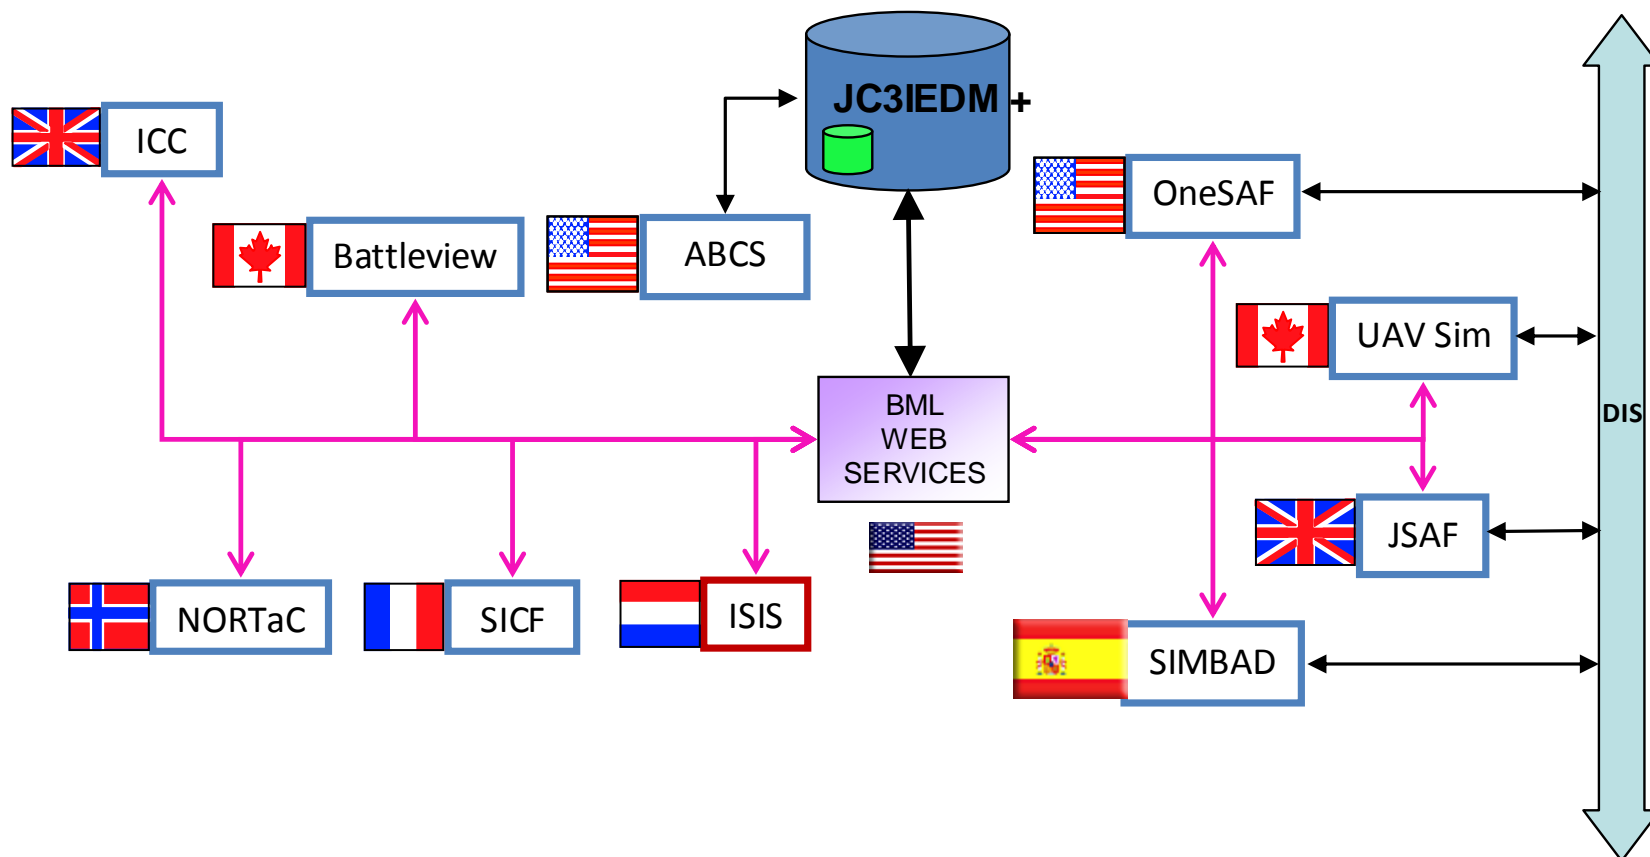 JC3IEDM +
ICC
OneSAF
Battleview
ABCS
UAV Sim
DIS
BML
WEB
SERVICES
JSAF
NORTaC
SICF
ISIS
SIMBAD